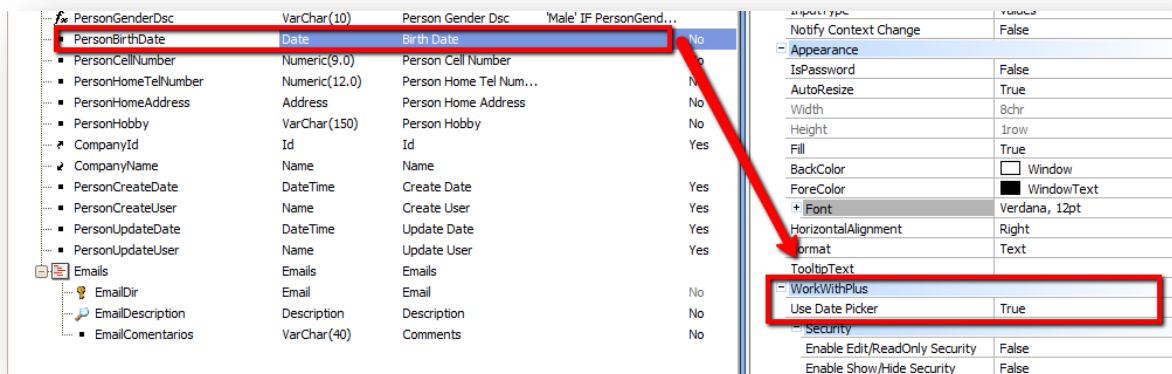 PersonGenderDsc VarChar(10) Person Gender Dsc 'Male' IF PersonGend...
PersonBirthDate Date Birth Date No
PersonCellNumber Numeric(9.0) Person Cell Number
PersonHomeTelNumber Numeric(12.0) Person Home Tel Num...
PersonHomeAddress Address Person Home Address No
PersonHobby VarChar(150) Person Hobby No
CompanyId Id Id Yes
CompanyName Name Name
PersonCreateDate DateTime Create Date Yes
PersonCreateUser Name Create User Yes
PersonUpdateDate DateTime Update Date Yes
PersonUpdateUser Name Update User Yes
Emails Emails Emails
EmailDir Email Email No
EmailDescription Description Description No
EmailComentarios VarChar(40) Comments No
InputType Values
Notify Context Change False
Appearance
IsPassword False
AutoResize True
Width 8chr
Height 1row
Fill True
BackColor Window
ForeColor WindowText
Font Verdana, 12pt
HorizontalAlignment Right
Format Text
TooltipText
WorkWithPlus
Use Date Picker True
Security
Enable Edit/ReadOnly Security False
Enable Show/Hide Security False